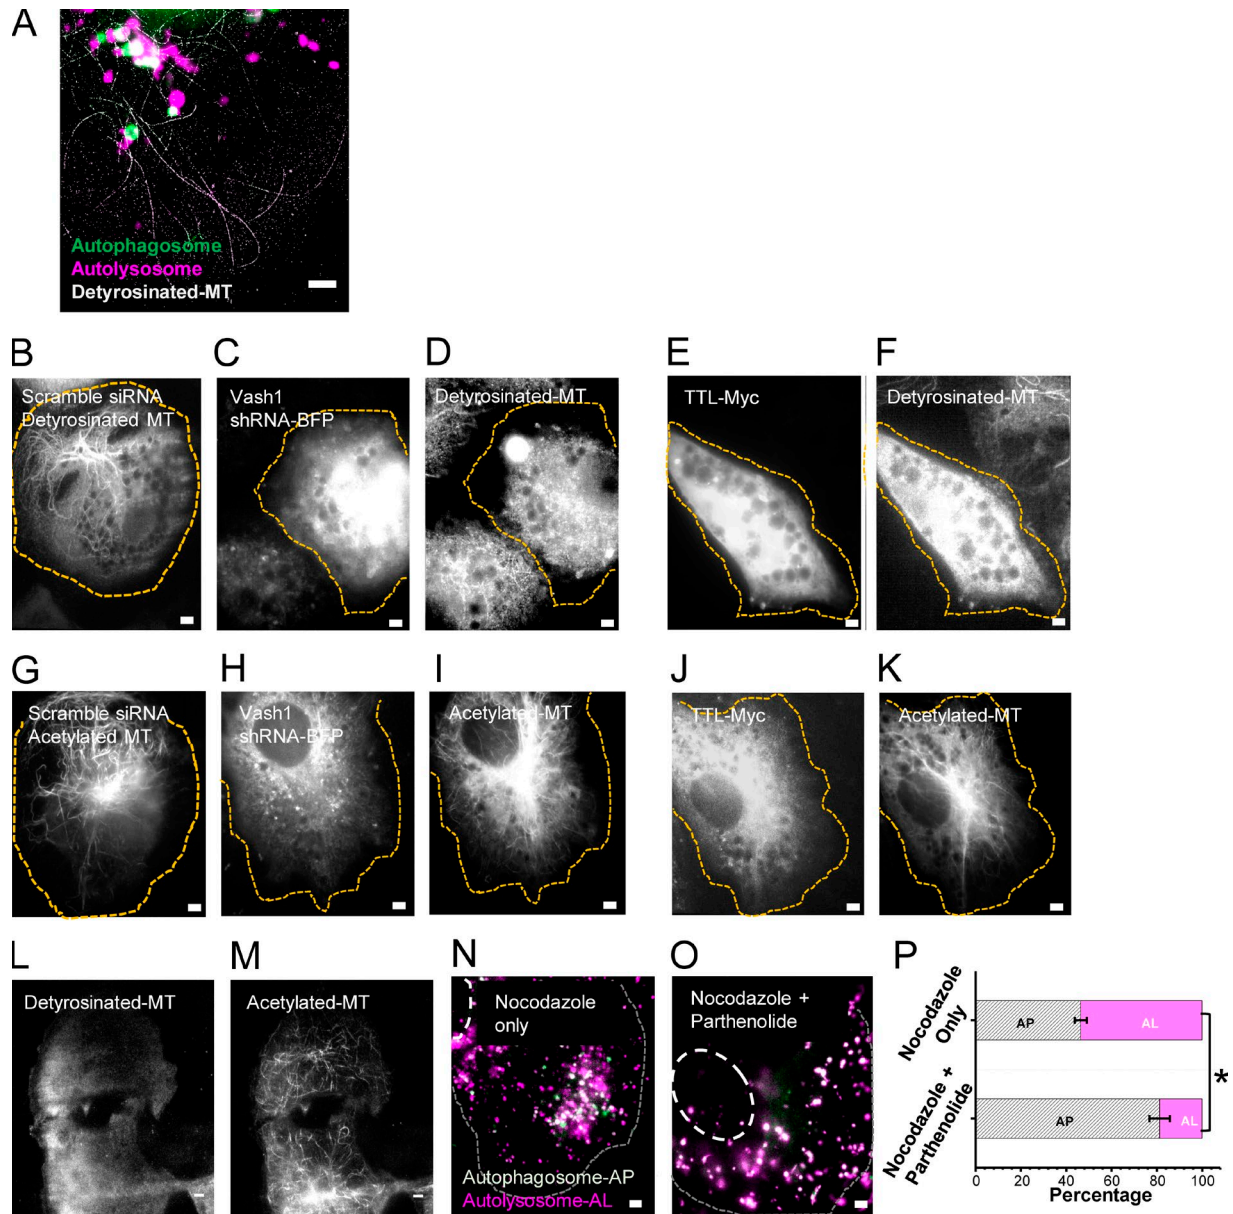 A
Autophagosome
Autolysosome
Detyrosinated-MT
B
C
D
E
F
Scramble siRNA
Detyrosinated MT
Vash1
shRNA-BFP
Detyrosinated-MT
TTL-Myc
Detyrosinated-MT
G
H
I
J
K
Scramble siRNA
Acetylated MT
Vash1
shRNA-BFP
Acetylated-MT
TTL-Myc
Acetylated-MT
L
M
N
O
P
Detyrosinated-MT
Acetylated-MT
Nocodazole
only
Autophagosome-AP
Autolysosome-AL
Nocodazole +
Parthenolide
Nocodazole
Only
AP
AL
*
Nocodazole +
Parthenolide
AP
AL
0 20 40 60 80 100
Percentage